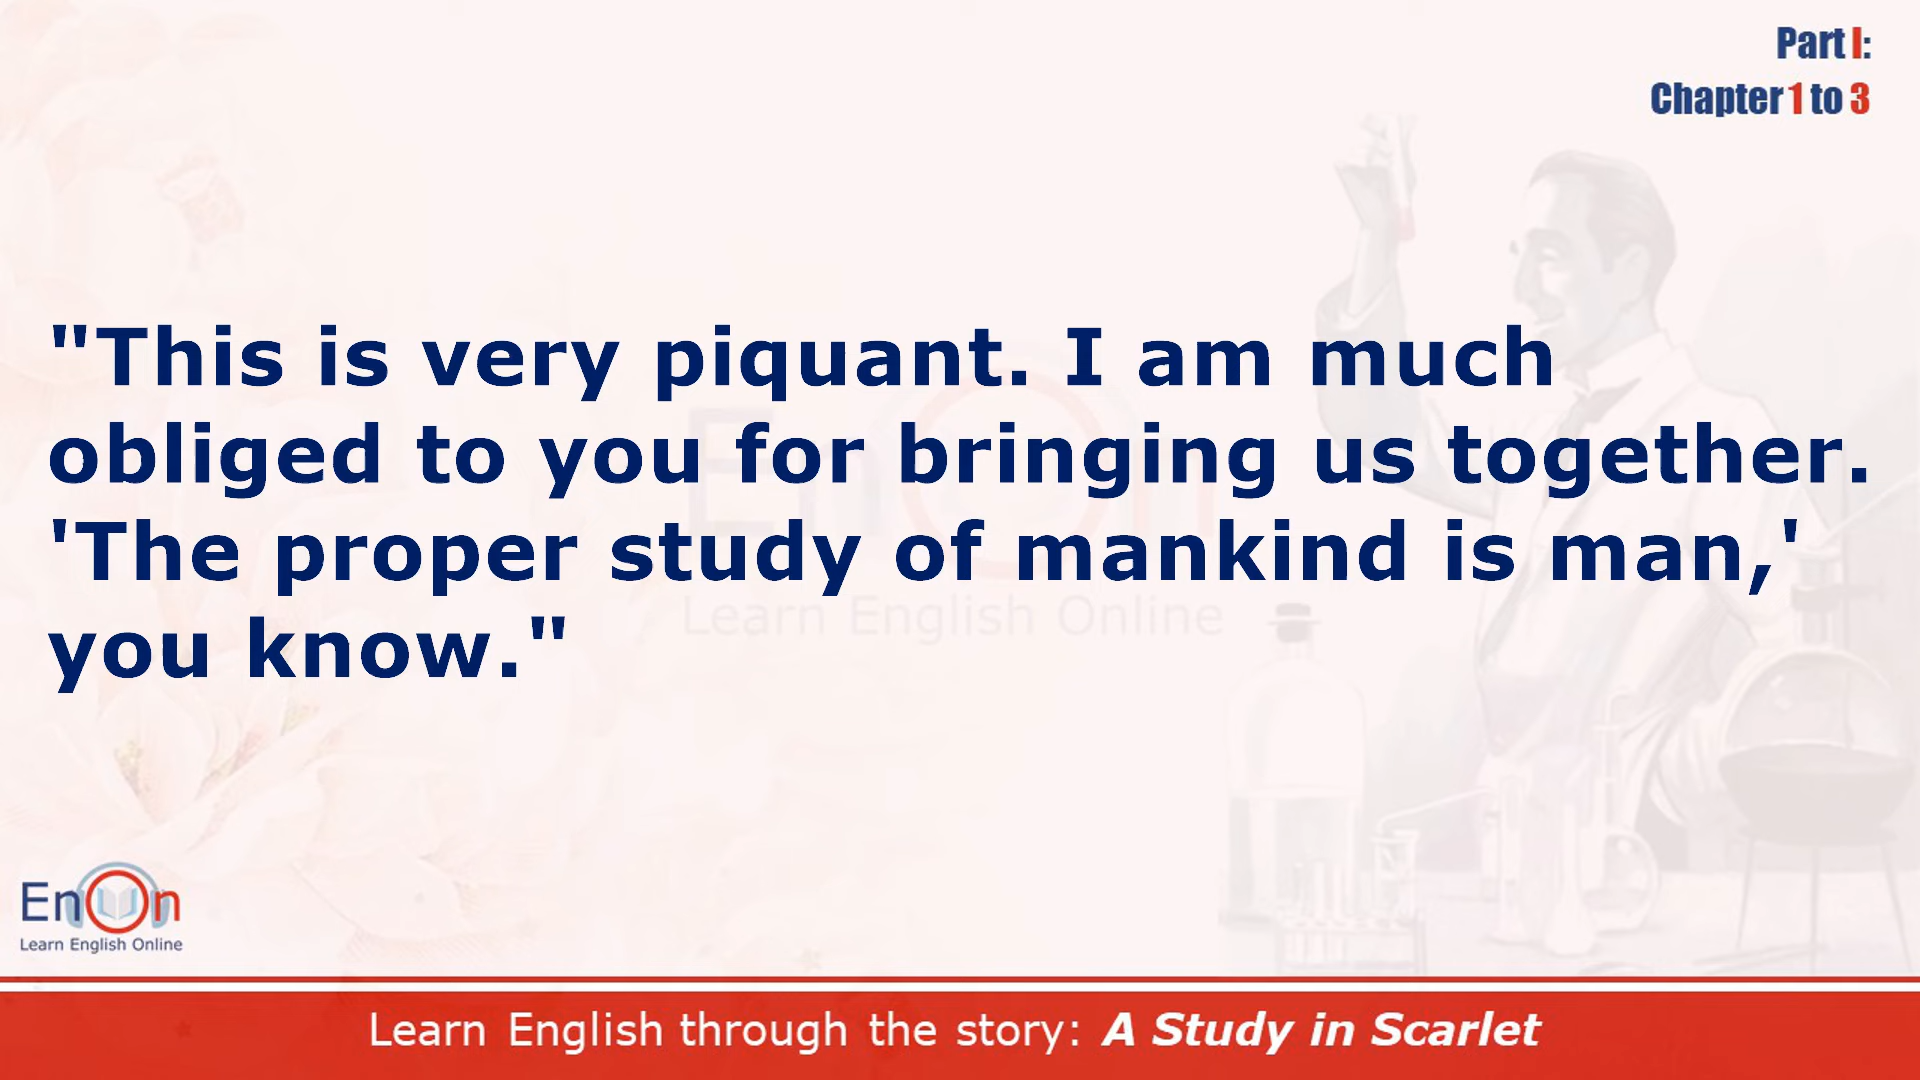 Part I:
Chapter 1 to 3
"This is very piquant. I am much
obliged to you for bringing us together.
'The proper study of mankind is man,'
you know."
EnOn
Learn English Online
EnOn
Learn English Online
Learn English through the story: A Study in Scarlet